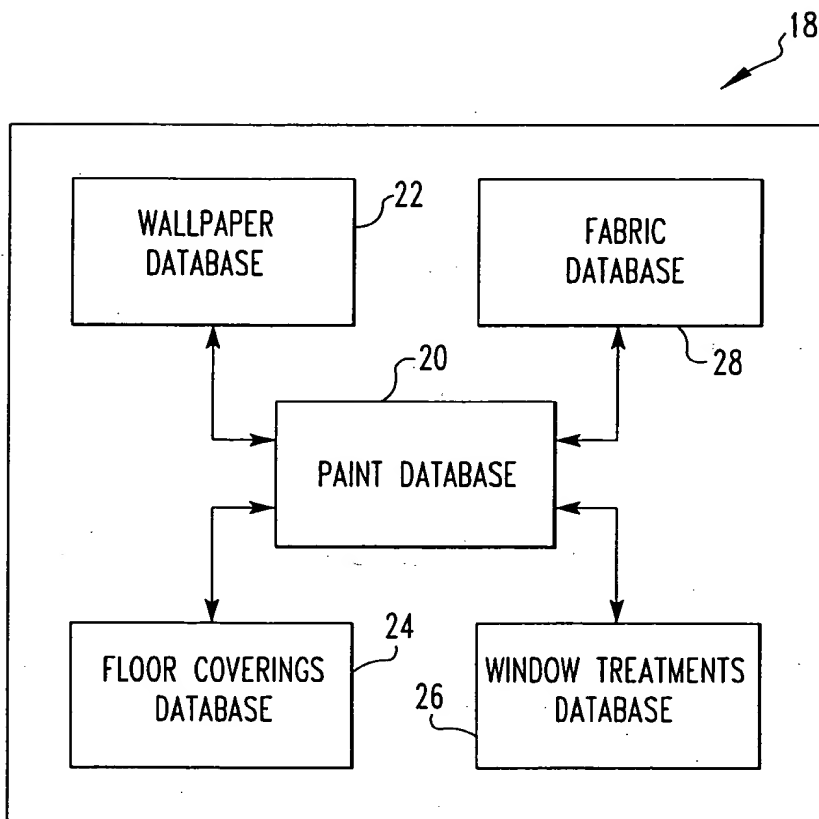 18
WALLPAPER
DATABASE
22
FABRIC
DATABASE
28
20
PAINT DATABASE
FLOOR COVERINGS
DATABASE
24
WINDOW TREATMENTS
DATABASE
26